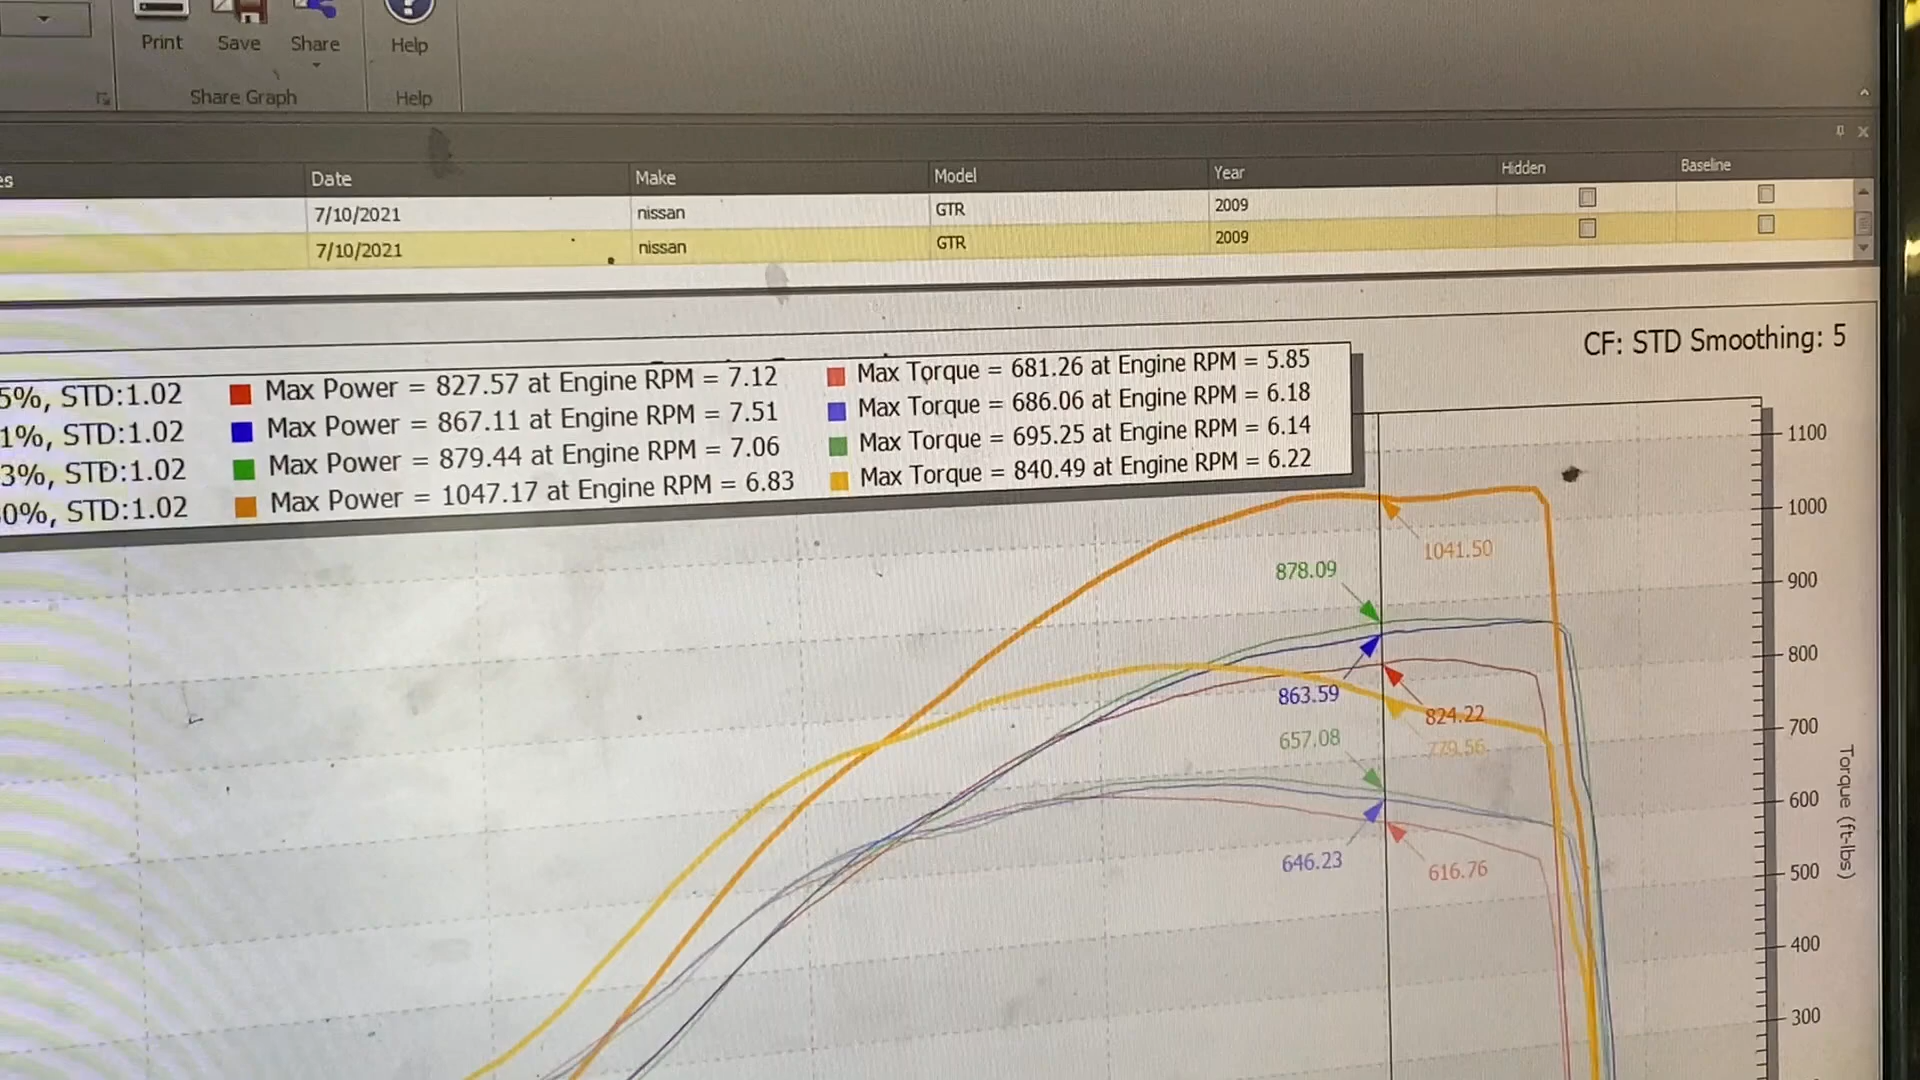 Print Save Share Help
Share Graph Help
es Date Make Model Year Hidden Baseline
7/10/2021 nissan GTR 2009
7/10/2021 nissan GTR 2009
CF: STD Smoothing: 5
5%, STD:1.02 Max Power = 827.57 at Engine RPM = 7.12 Max Torque = 681.26 at Engine RPM = 5.85
1%, STD:1.02 Max Power = 867.11 at Engine RPM = 7.51 Max Torque = 686.06 at Engine RPM = 6.18
3%, STD:1.02 Max Power = 879.44 at Engine RPM = 7.06 Max Torque = 695.25 at Engine RPM = 6.14
0%, STD:1.02 Max Power = 1047.17 at Engine RPM = 6.83 Max Torque = 840.49 at Engine RPM = 6.22
1100
1000
1041.50
878.09
900
800
863.59
824.22
700
657.08
779.56
600
646.23
616.76
500
400
300
Torque (ft-lbs)